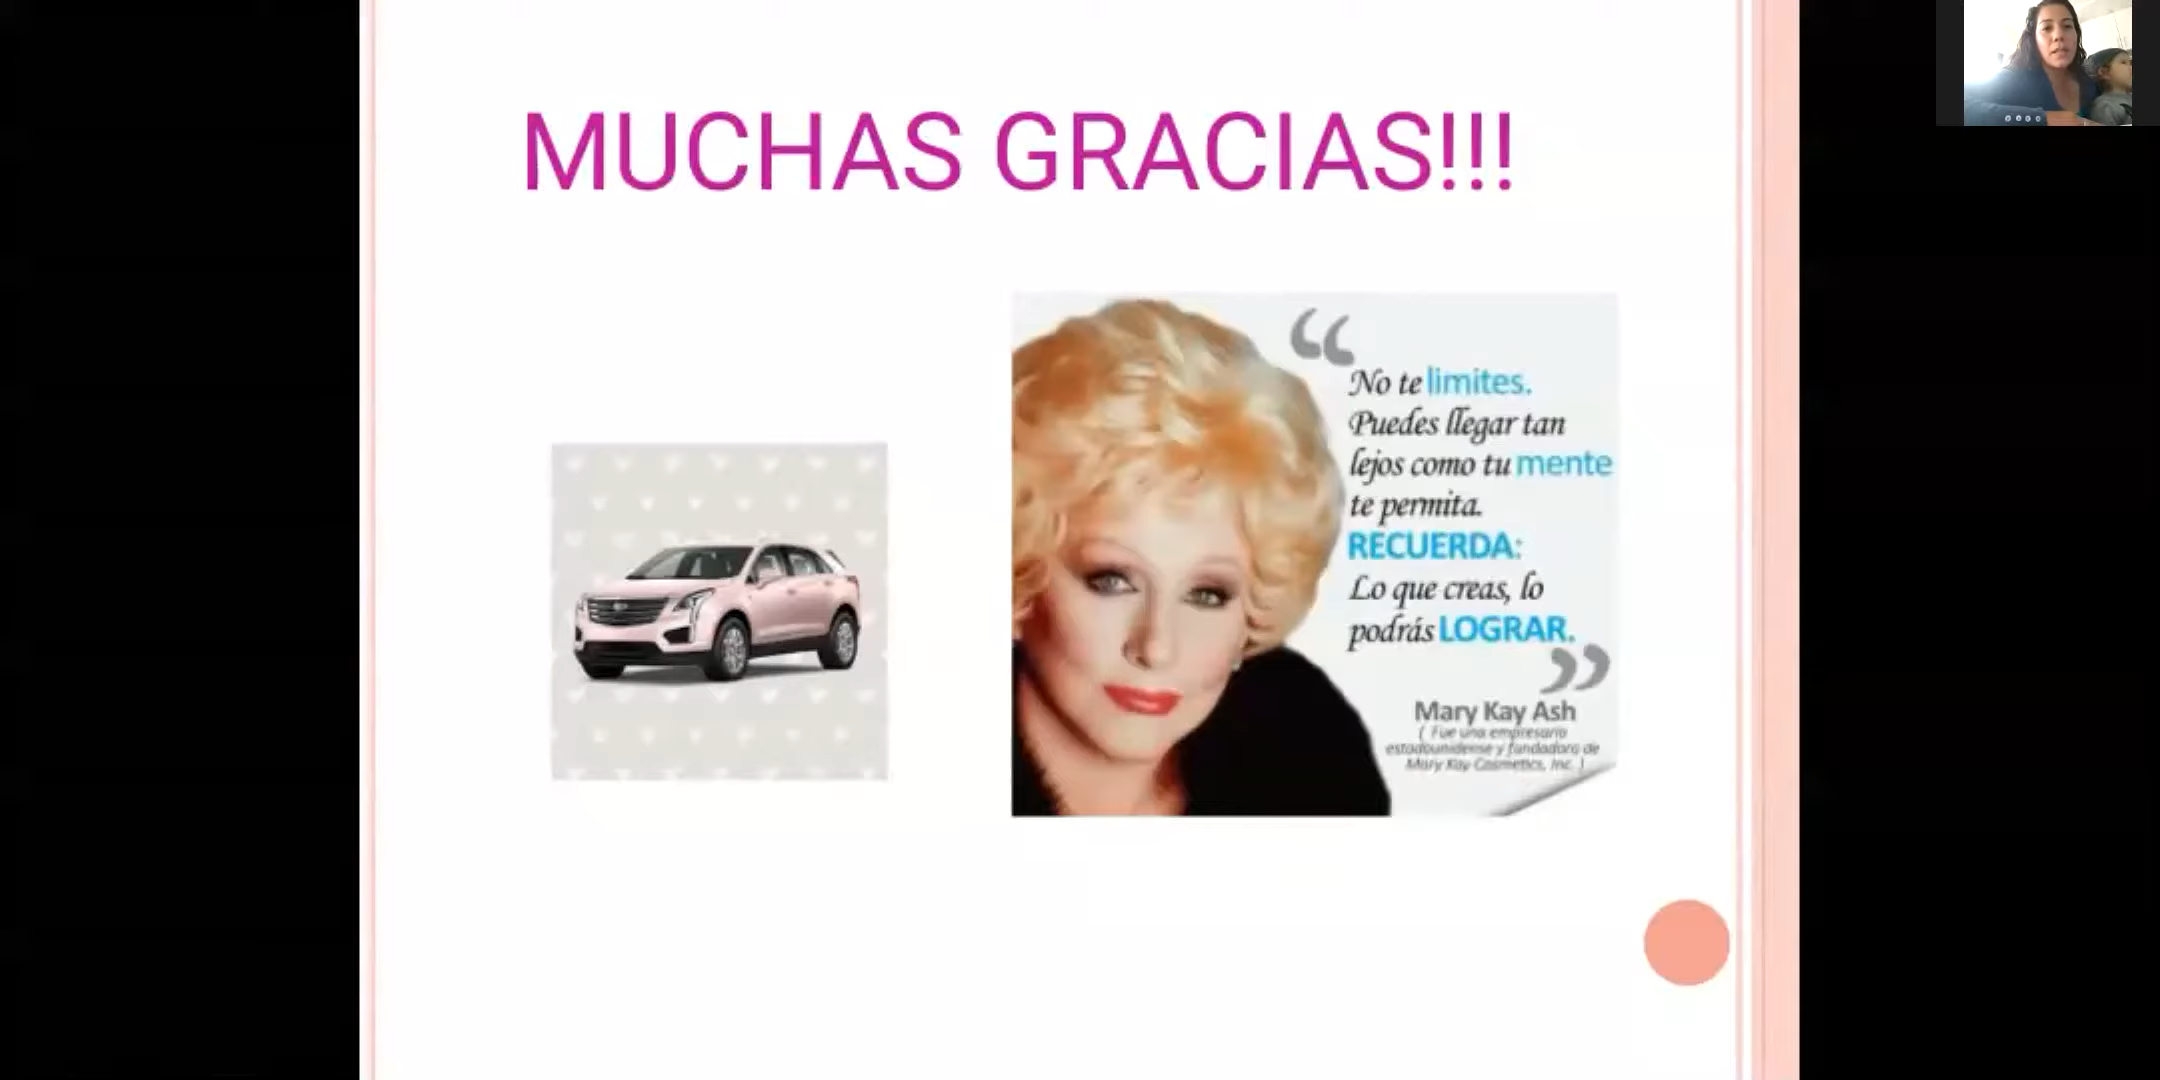 MUCHAS GRACIAS!!!
“
No te limites.
Puedes llegar tan
lejos como tu mente
te permita.
RECUERDA:
Lo que creas, lo
podrás LOGRAR.
”
Mary Kay Ash
( Fue una empresaria
estadounidense y fundadora de
Mary Kay Cosmetics, Inc. )